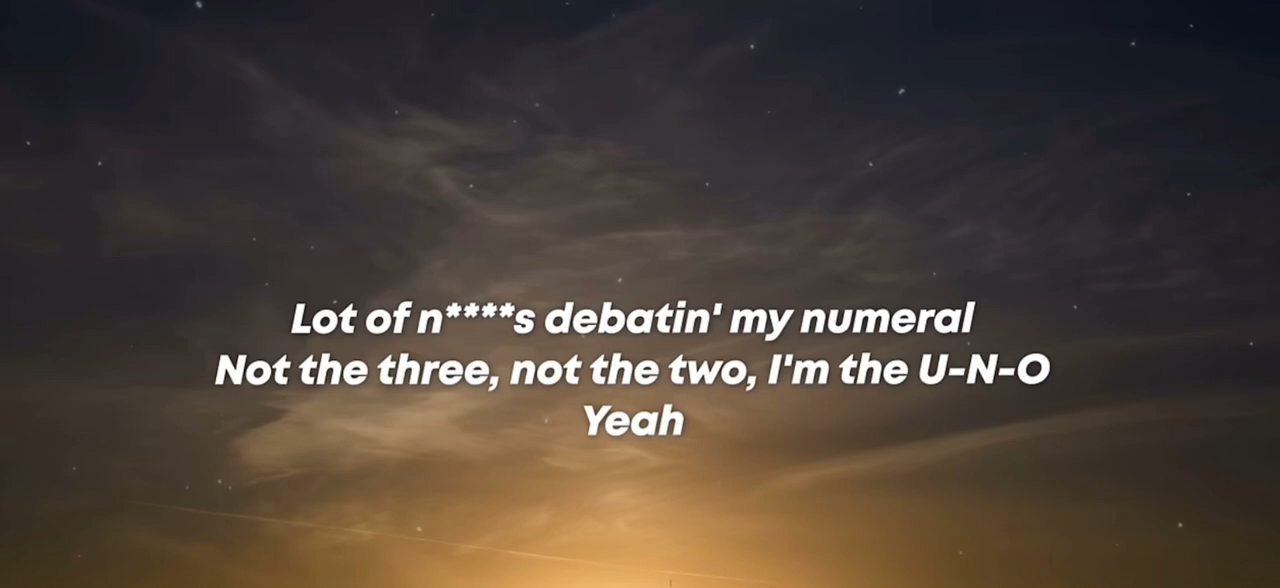 Lot of n****s debatin' my numeral
Not the three, not the two, I'm the U-N-O
Yeah